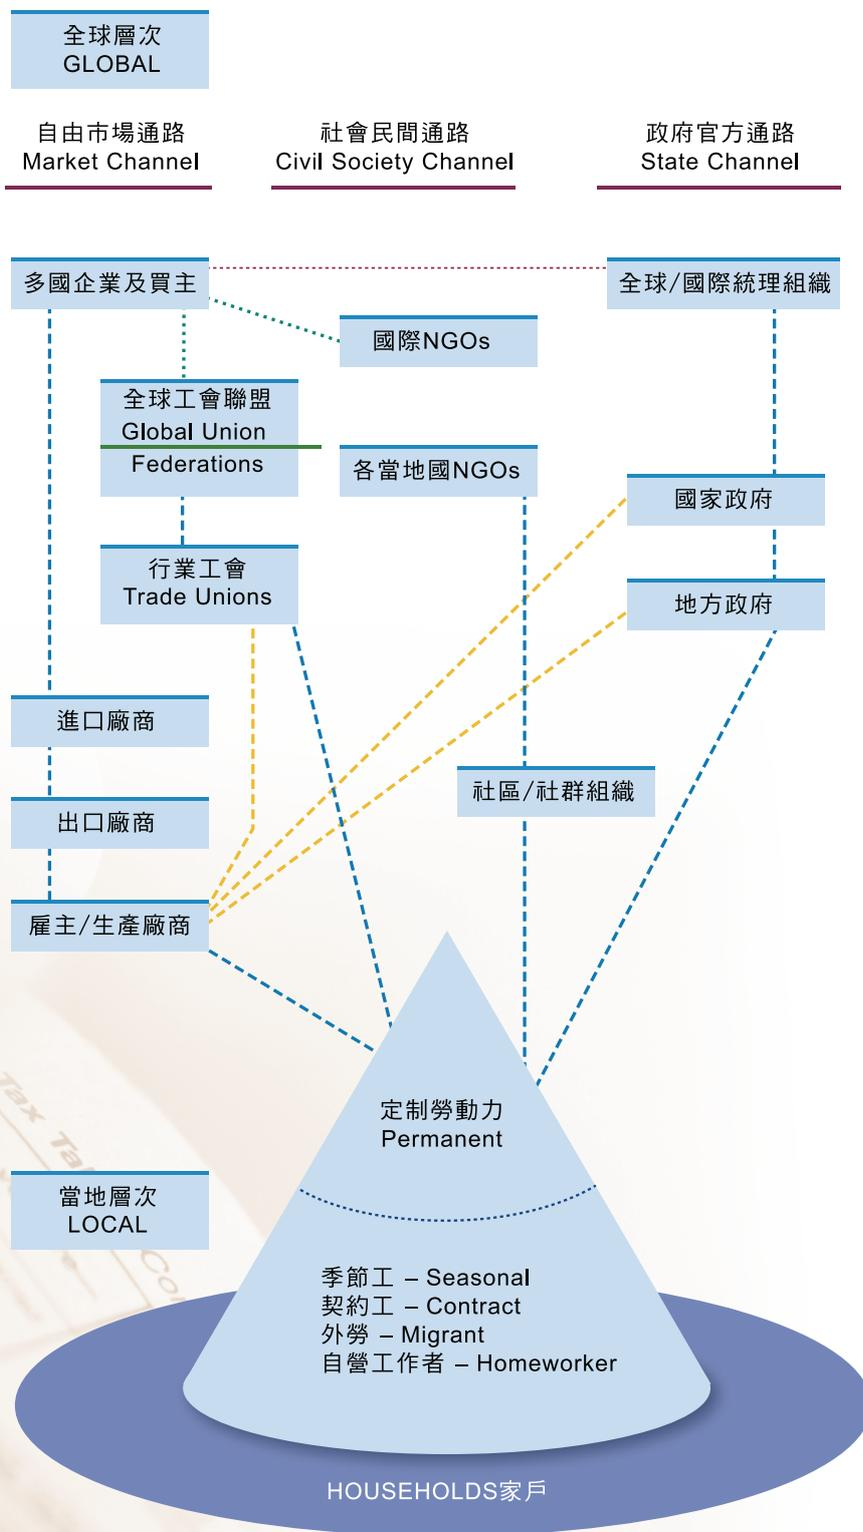 全球層次
GLOBAL
自由市場通路
Market Channel
社會民間通路
Civil Society Channel
政府官方通路
State Channel
多國企業及買主
全球/國際統理組織
國際NGOs
全球工會聯盟
Global Union
Federations
各當地國NGOs
國家政府
行業工會
Trade Unions
地方政府
進口廠商
社區/社群組織
出口廠商
雇主/生產廠商
定制勞動力
Permanent
當地層次
LOCAL
季節工 – Seasonal
契約工 – Contract
外勞 – Migrant
自營工作者 – Homeworker
HOUSEHOLDS家戶